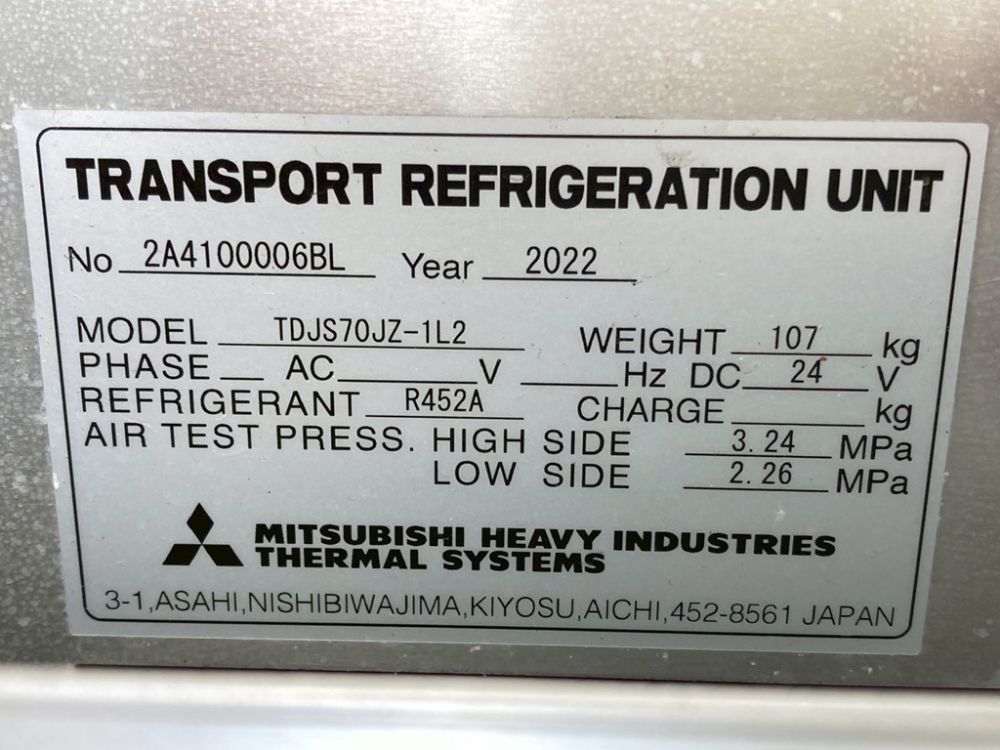 TRANSPORT REFRIGERATION UNIT
No 2A4100006BL Year 2022
MODEL TDJS70JZ-1L2 WEIGHT 107 kg
PHASE AC V Hz DC 24 V
REFRIGERANT R452A CHARGE kg
AIR TEST PRESS. HIGH SIDE 3.24 MPa
LOW SIDE 2.26 MPa
MITSUBISHI HEAVY INDUSTRIES
THERMAL SYSTEMS
3-1,ASAHI,NISHIBIWAJIMA,KIYOSU,AICHI,452-8561 JAPAN